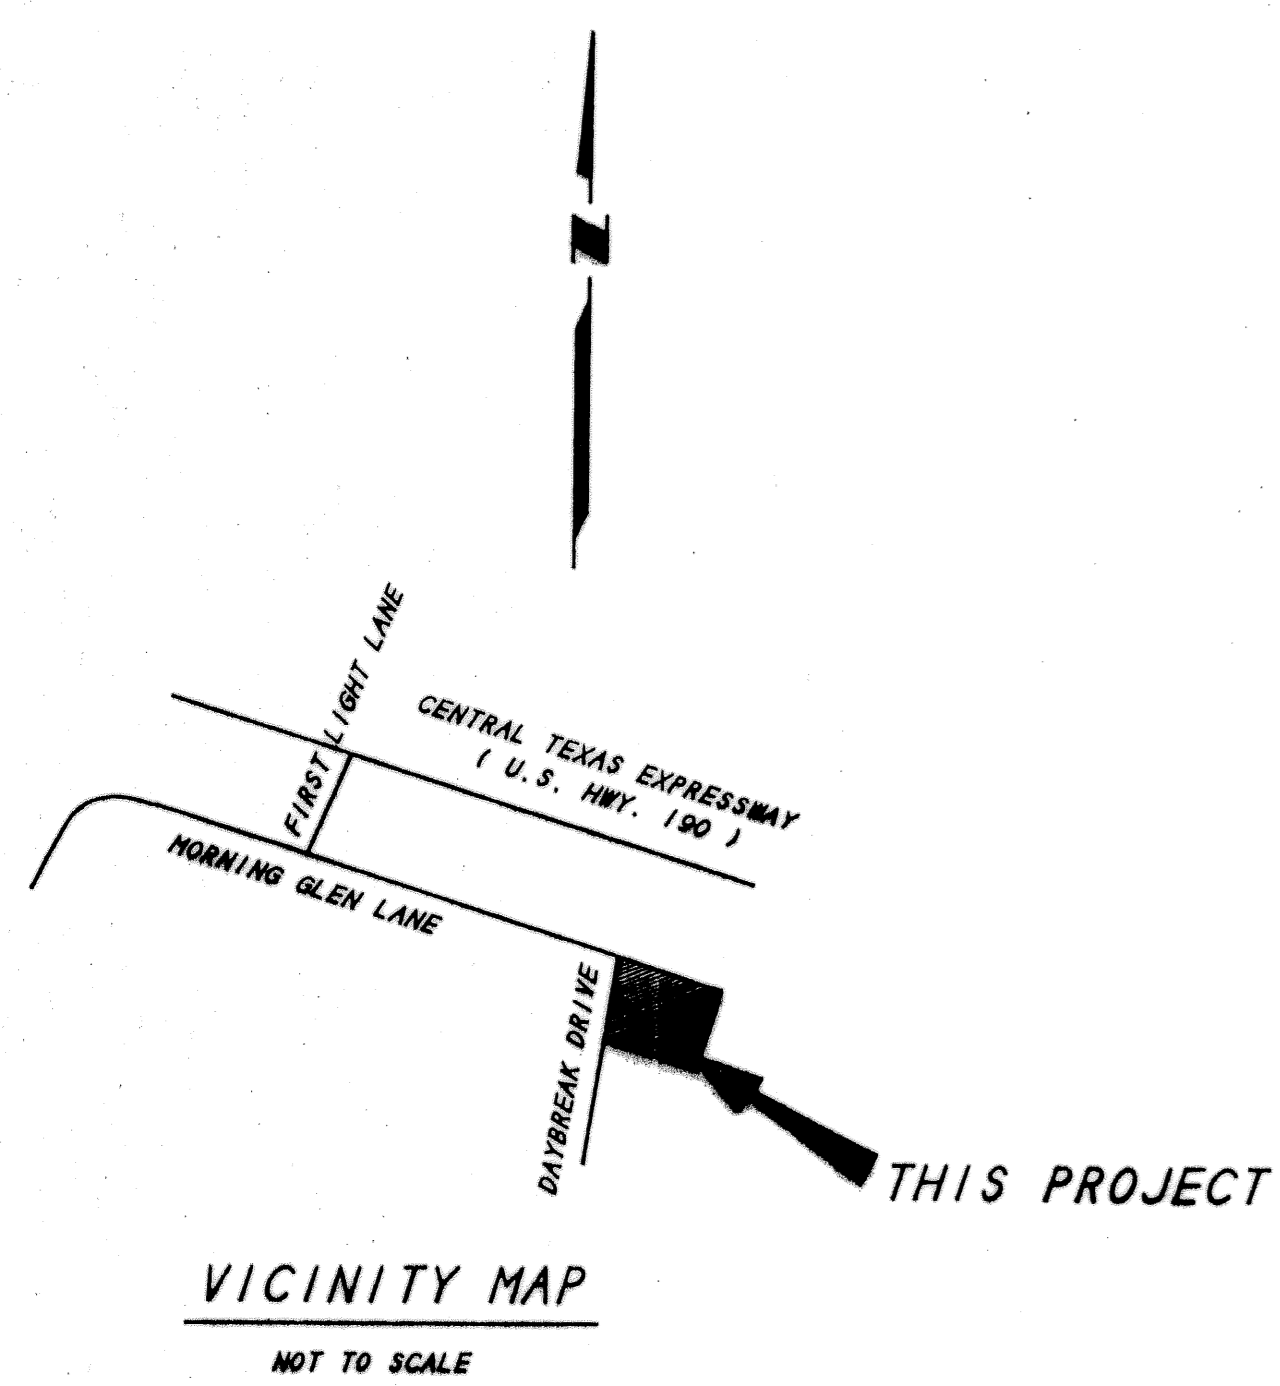 N
FIRST LIGHT LANE
CENTRAL TEXAS EXPRESSWAY
( U.S. HWY. 190 )
MORNING GLEN LANE
DAYBREAK DRIVE
THIS PROJECT
VICINITY MAP
NOT TO SCALE